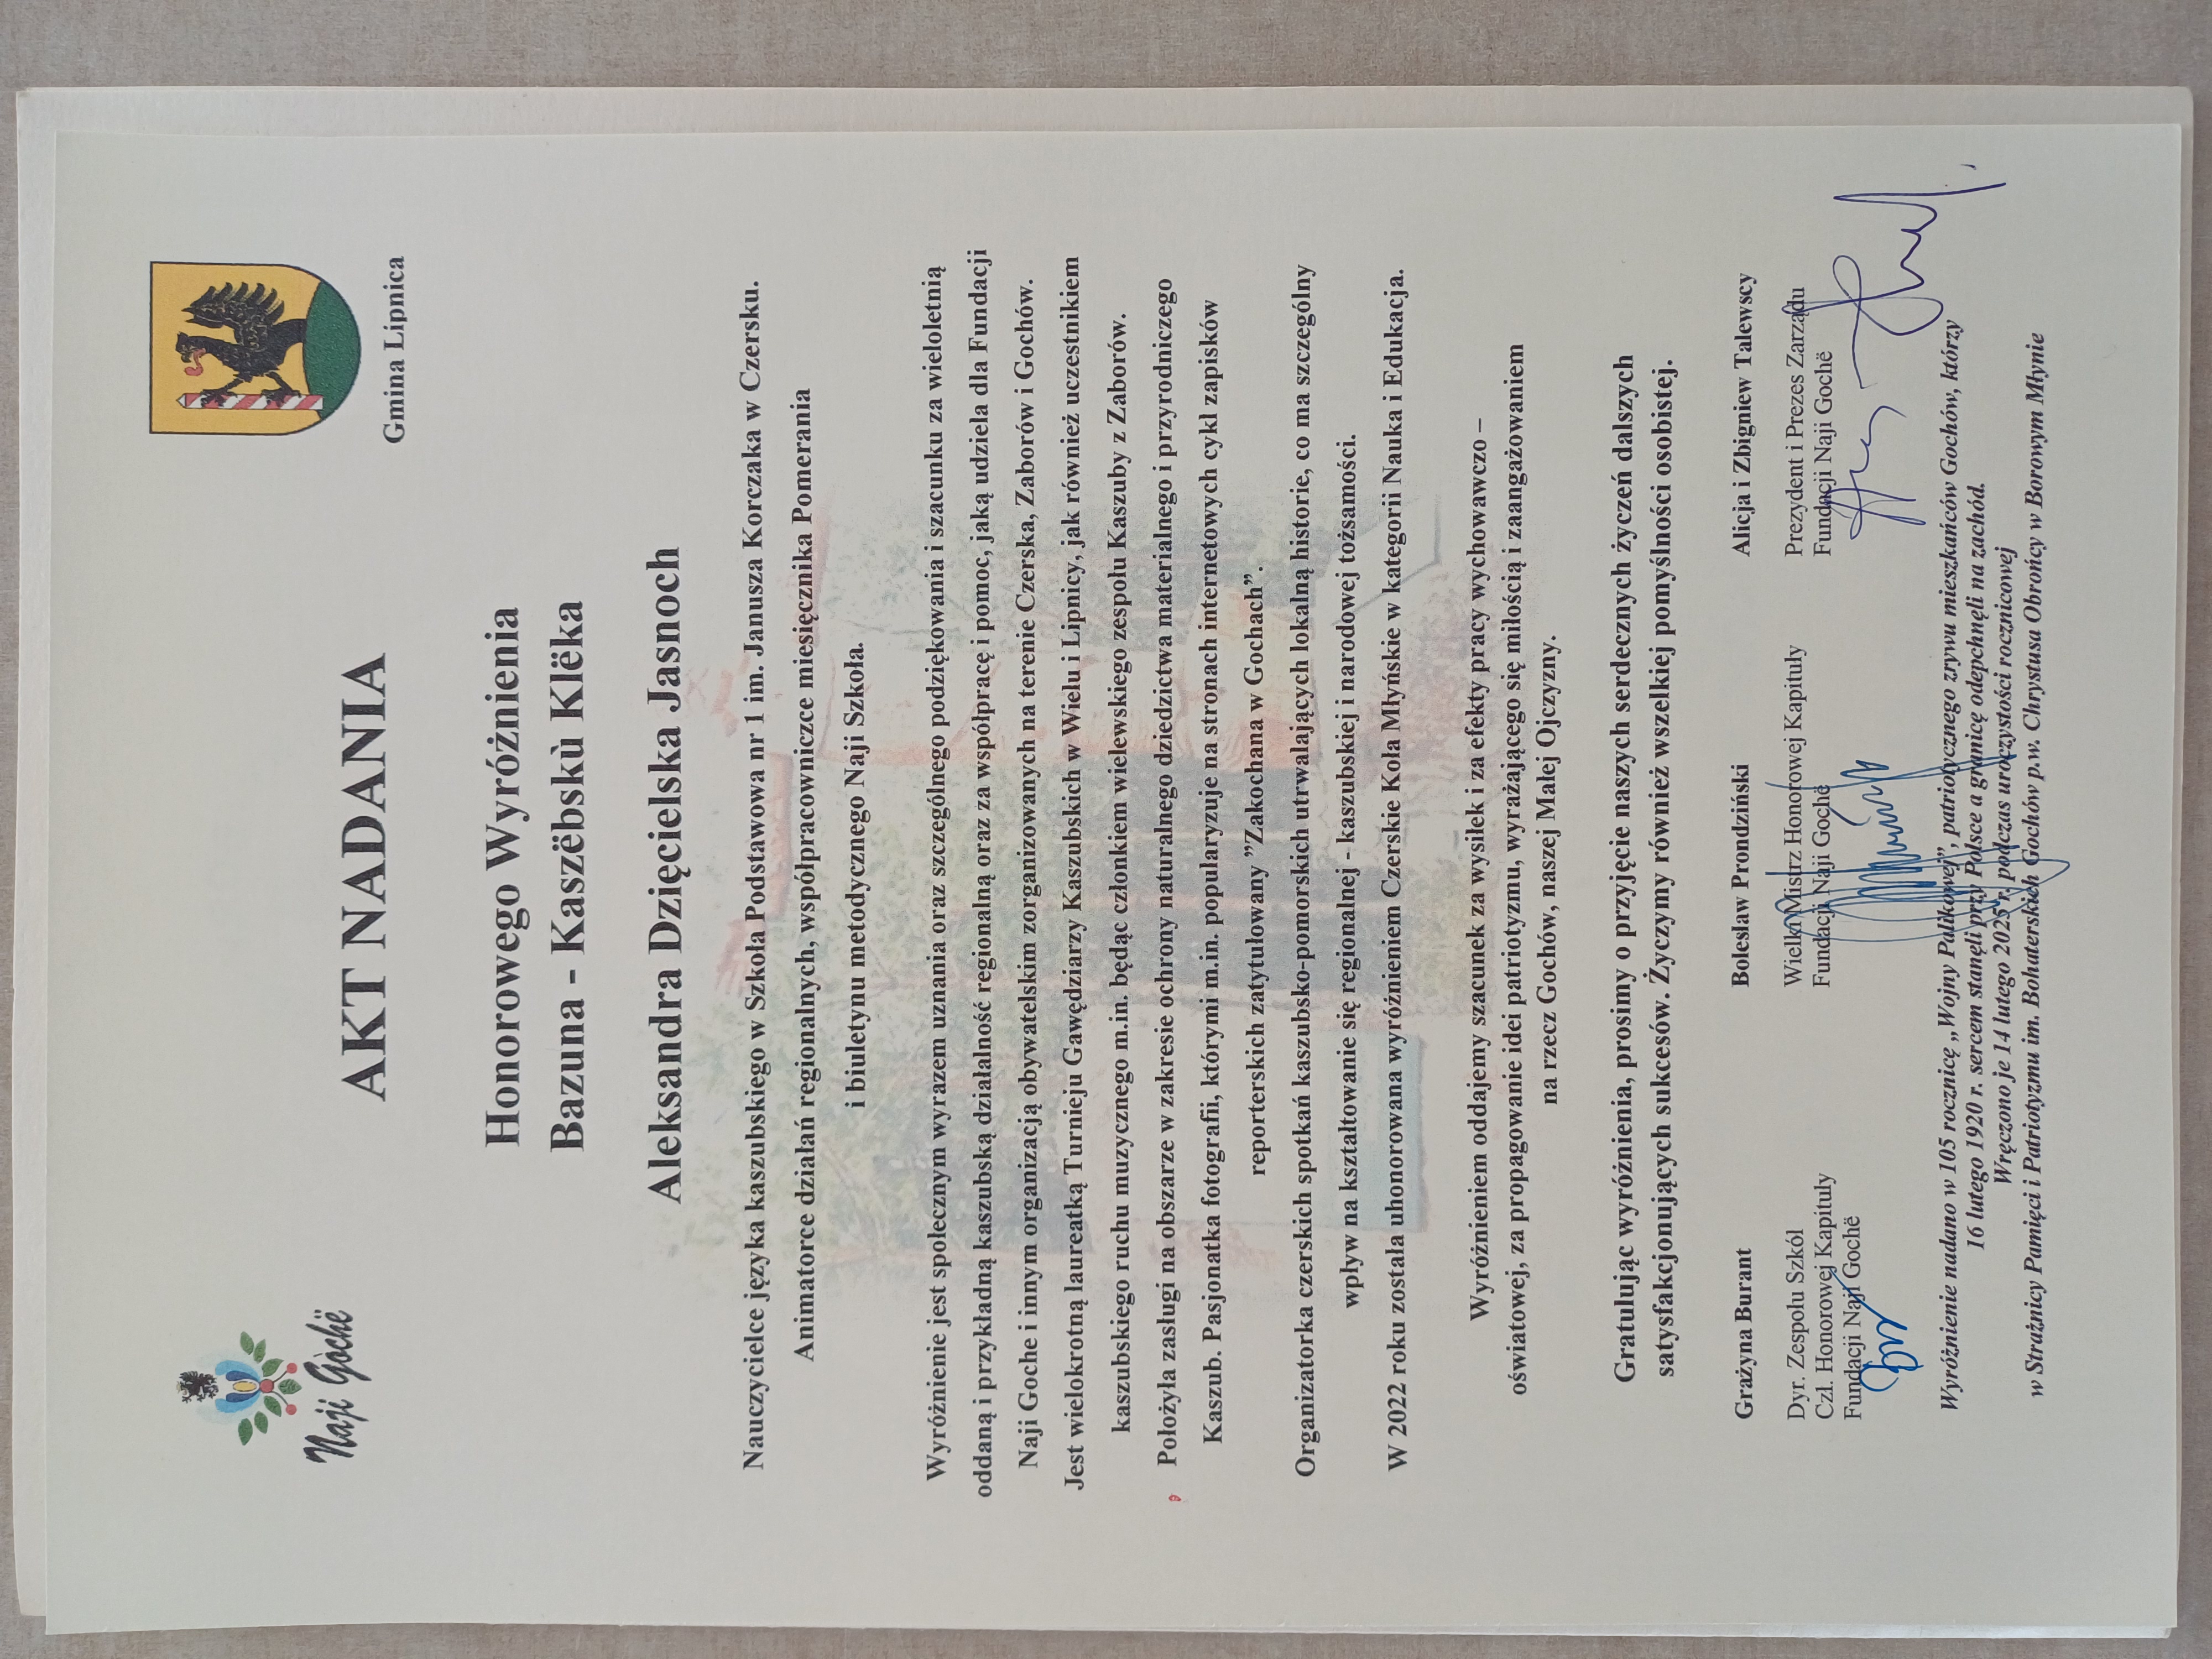 Naji Gòchë
Gmina Lipnica
AKT NADANIA
Honorowego Wyróżnienia
Bazuna - Kaszëbskù Klëka
Aleksandra Dzięcielska Jasnoch
Nauczycielce języka kaszubskiego w Szkoła Podstawowa nr 1 im. Janusza Korczaka w Czersku.
Animatorce działań regionalnych, współpracowniczce miesięcznika Pomerania
i biuletynu metodycznego Naji Szkoła.
Wyróżnienie jest społecznym wyrazem uznania oraz szczególnego podziękowania i szacunku za wieloletnią
oddaną i przykładną kaszubską działalność regionalną oraz za współpracę i pomoc, jaką udziela dla Fundacji
Naji Goche i innym organizacją obywatelskim zorganizowanych na terenie Czerska, Zaborów i Gochów.
Jest wielokrotną laureatką Turnieju Gawędziarzy Kaszubskich w Wielu i Lipnicy, jak również uczestnikiem
kaszubskiego ruchu muzycznego m.in. będąc członkiem wielewskiego zespołu Kaszuby z Zaborów.
Położyła zasługi na obszarze w zakresie ochrony naturalnego dziedzictwa materialnego i przyrodniczego
Kaszub. Pasjonatka fotografii, którymi m.in. popularyzuje na stronach internetowych cykl zapisków
reporterskich zatytułowany ”Zakochana w Gochach”.
Organizatorka czerskich spotkań kaszubsko-pomorskich utrwalających lokalną historie, co ma szczególny
wpływ na kształtowanie się regionalnej - kaszubskiej i narodowej tożsamości.
W 2022 roku została uhonorowana wyróżnieniem Czerskie Koła Młyńskie w kategorii Nauka i Edukacja.
Wyróżnieniem oddajemy szacunek za wysiłek i za efekty pracy wychowawczo –
oświatowej, za propagowanie idei patriotyzmu, wyrażającego się miłością i zaangażowaniem
na rzecz Gochów, naszej Małej Ojczyzny.
Gratulując wyróżnienia, prosimy o przyjęcie naszych serdecznych życzeń dalszych
satysfakcjonujących sukcesów. Życzymy również wszelkiej pomyślności osobistej.
Grażyna Burant
Dyr. Zespołu Szkół
Czł. Honorowej Kapituły
Fundacji Naji Gochë
Bolesław Prondziński
Wielki Mistrz Honorowej Kapituły
Fundacji Naji Gochë
Alicja i Zbigniew Talewscy
Prezydent i Prezes Zarządu
Fundacji Naji Gochë
Wyróżnienie nadano w 105 rocznicę „Wojny Palikowej”, patriotycznego zrywu mieszkańców Gochów, którzy
16 lutego 1920 r. sercem stanęli przy Polsce a granicę odepchnęli na zachód.
Wręczono je 14 lutego 2025 r. podczas uroczystości rocznicowej
w Strażnicy Pamięci i Patriotyzmu im. Bohaterskich Gochów p.w. Chrystusa Obrońcy w Borowym Młynie